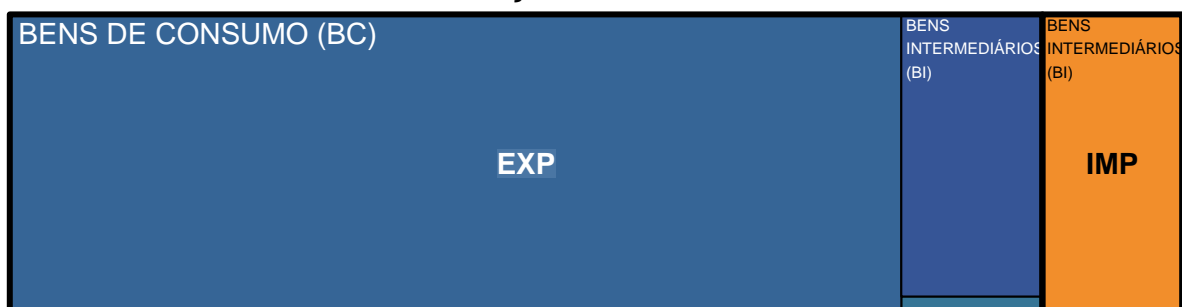 BENS DE CONSUMO (BC)
BENS
INTERMEDIÁRIOS
(BI)
BENS
INTERMEDIÁRIOS
(BI)
EXP
IMP